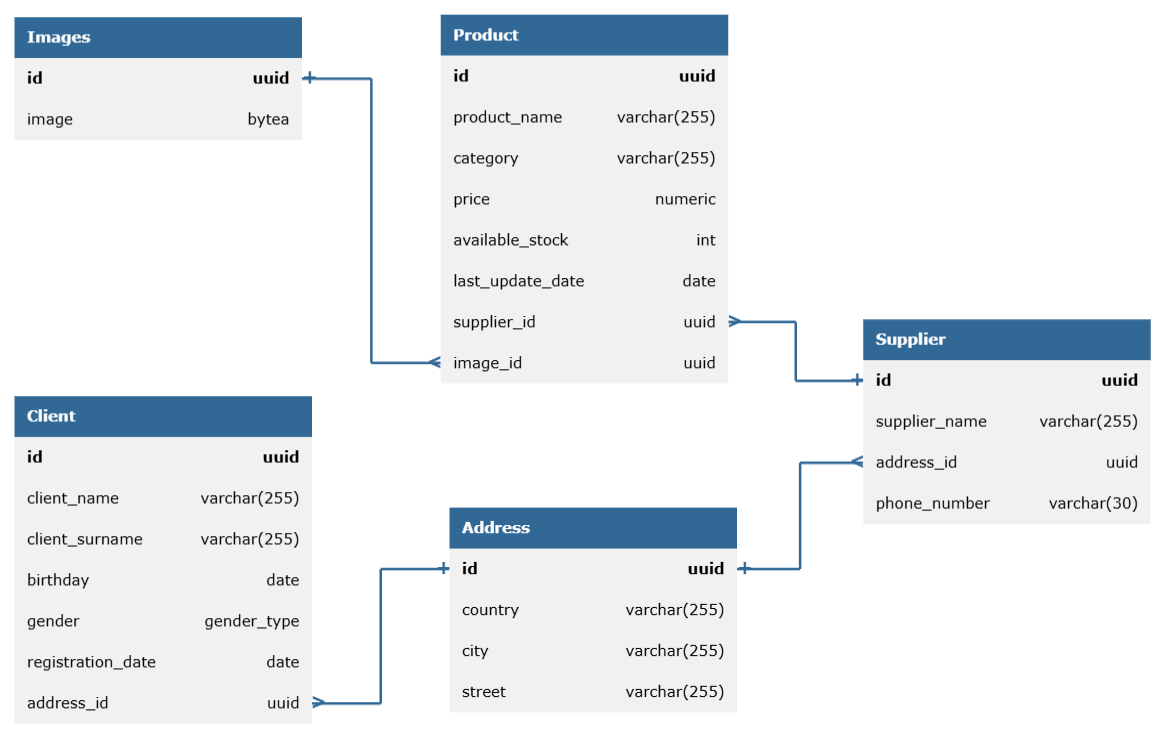 Images
id uuid
image bytea
Product
id uuid
product_name varchar(255)
category varchar(255)
price numeric
available_stock int
last_update_date date
supplier_id uuid
image_id uuid
Supplier
id uuid
supplier_name varchar(255)
address_id uuid
phone_number varchar(30)
Client
id uuid
client_name varchar(255)
client_surname varchar(255)
birthday date
gender gender_type
registration_date date
address_id uuid
Address
id uuid
country varchar(255)
city varchar(255)
street varchar(255)